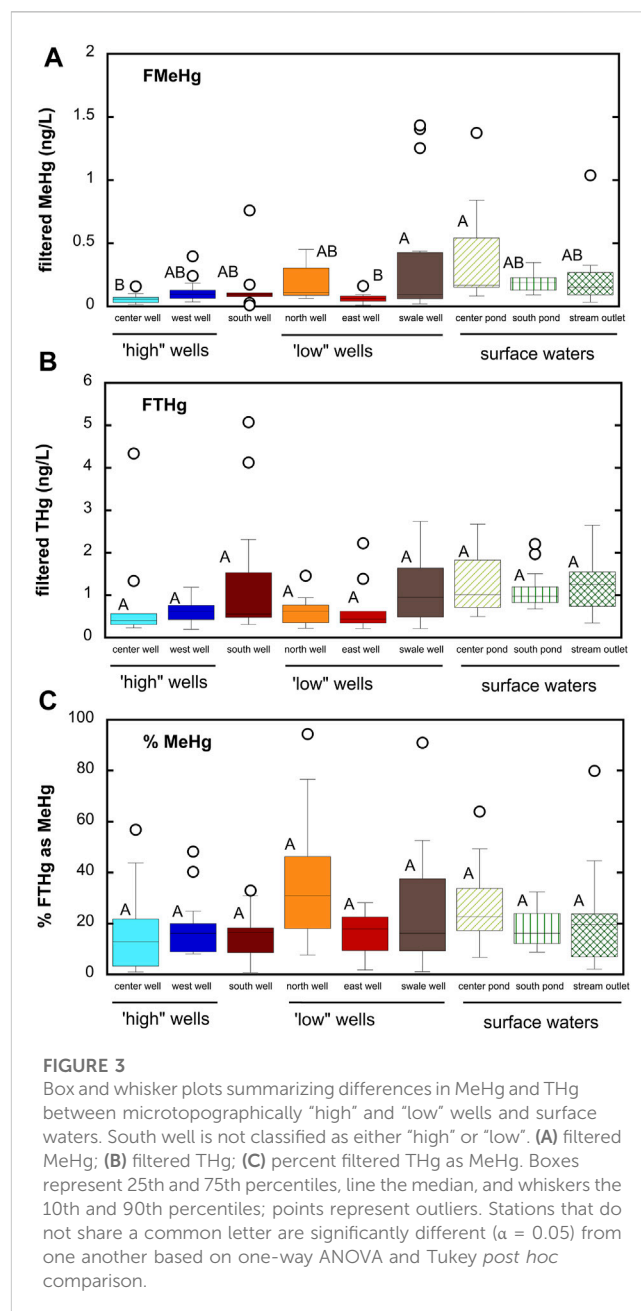 A
FMeHg
filtered MeHg (ng/L)
2
1.5
1
0.5
0
B
AB
AB
AB
B
A
A
AB
AB
center well west well south well north well east well swale well center pond south pond stream outlet
'high" wells 'low" wells surface waters
B
FTHg
filtered THg (ng/L)
6
5
4
3
2
1
0
A
A
A
A
A
A
A
A
A
center well west well south well north well east well swale well center pond south pond stream outlet
'high" wells 'low" wells surface waters
C
% MeHg
% FTHg as MeHg
100
80
60
40
20
0
A
A
A
A
A
A
A
A
A
center well west well south well north well east well swale well center pond south pond stream outlet
'high" wells 'low" wells surface waters
FIGURE 3
Box and whisker plots summarizing differences in MeHg and THg
between microtopographically “high” and “low” wells and surface
waters. South well is not classified as either “high” or “low”. (A) filtered
MeHg; (B) filtered THg; (C) percent filtered THg as MeHg. Boxes
represent 25th and 75th percentiles, line the median, and whiskers the
10th and 90th percentiles; points represent outliers. Stations that do
not share a common letter are significantly different (α = 0.05) from
one another based on one-way ANOVA and Tukey post hoc
comparison.